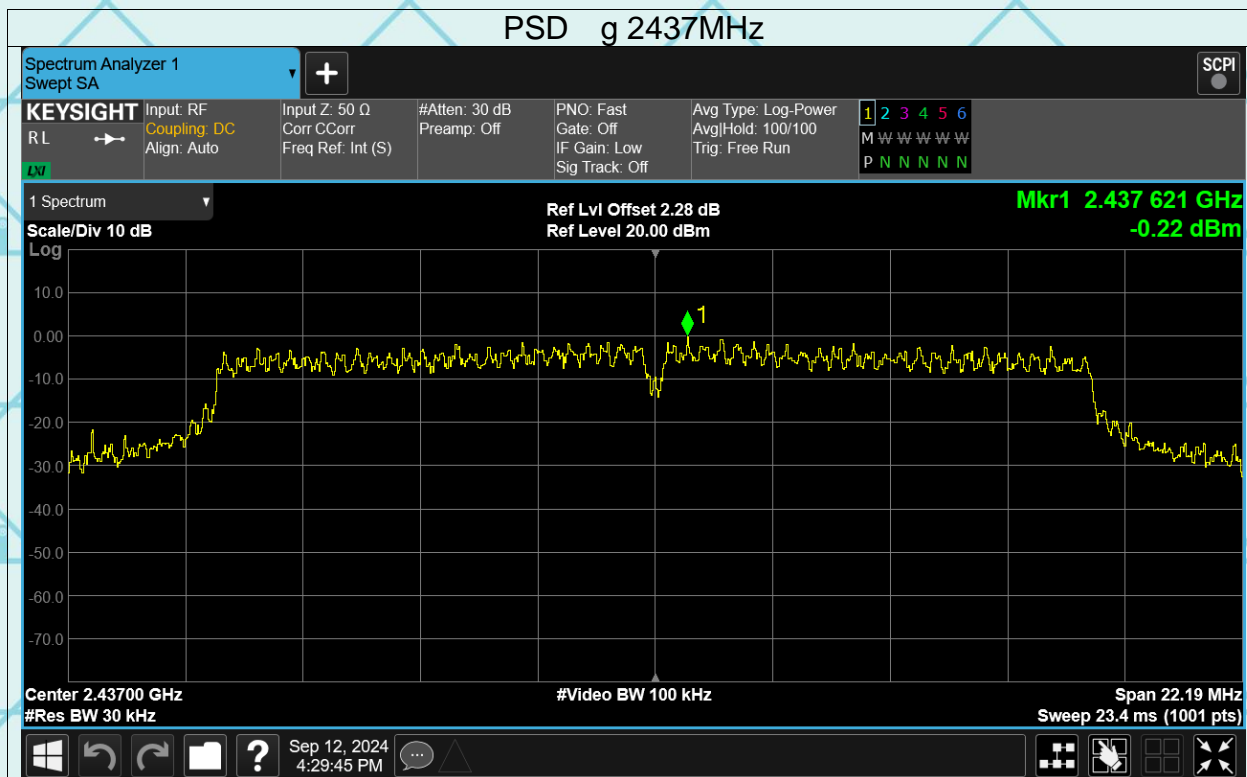 PSD g 2437MHz
Spectrum Analyzer 1
Swept SA
SCPI
KEYSIGHT Input: RF Input Z: 50 Ω #Atten: 30 dB PNO: Fast Avg Type: Log-Power 1 2 3 4 5 6
RL Coupling: DC Corr CCorr Preamp: Off Gate: Off Avg|Hold: 100/100 M W W W W W W
Align: Auto Freq Ref: Int (S) IF Gain: Low Trig: Free Run P N N N N N N
LXI Sig Track: Off
1 Spectrum Ref Lvl Offset 2.28 dB Mkr1 2.437 621 GHz
Scale/Div 10 dB Ref Level 20.00 dBm -0.22 dBm
Log
10.0
1
0.00
-10.0
-20.0
-30.0
-40.0
-50.0
-60.0
-70.0
Center 2.43700 GHz #Video BW 100 kHz Span 22.19 MHz
#Res BW 30 kHz Sweep 23.4 ms (1001 pts)
? Sep 12, 2024
4:29:45 PM